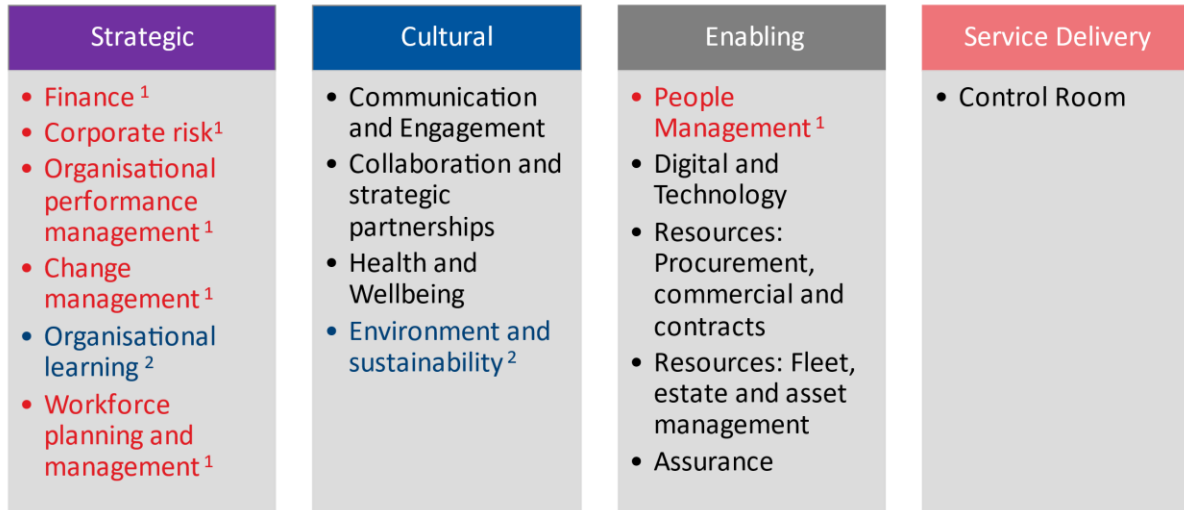 Strategic
• Finance ¹
• Corporate risk¹
• Organisational
performance
management ¹
• Change
management ¹
• Organisational
learning ²
• Workforce
planning and
management ¹
Cultural
• Communication
and Engagement
• Collaboration and
strategic
partnerships
• Health and
Wellbeing
• Environment and
sustainability ²
Enabling
• People
Management ¹
• Digital and
Technology
• Resources:
Procurement,
commercial and
contracts
• Resources: Fleet,
estate and asset
management
• Assurance
Service Delivery
• Control Room